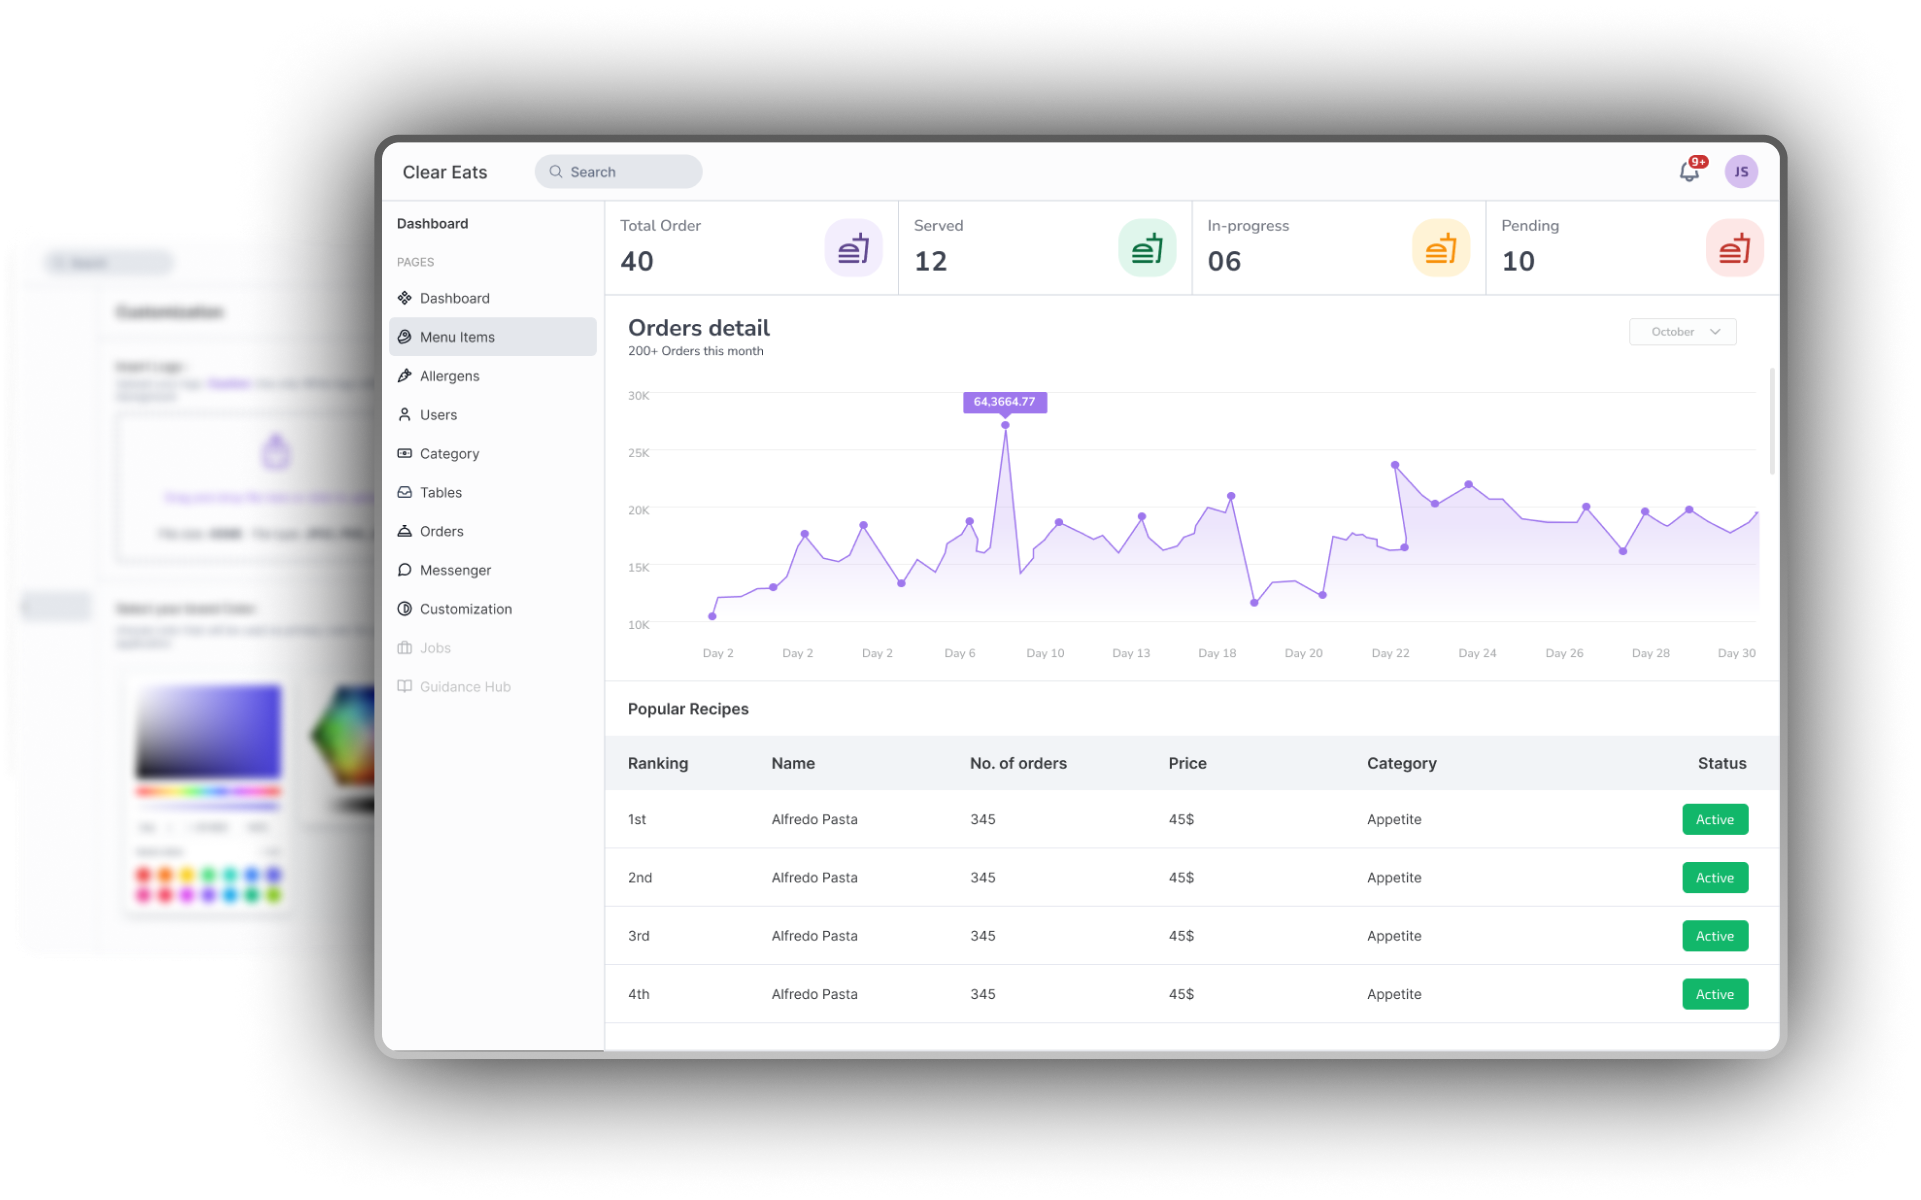 Clear Eats
Search
9+
JS
Dashboard
PAGES
Dashboard
Menu Items
Allergens
Users
Category
Tables
Orders
Messenger
Customization
Jobs
Guidance Hub
Total Order
40
Served
12
In-progress
06
Pending
10
Orders detail
200+ Orders this month
October
64,3664.77
30K
25K
20K
15K
10K
Day 2 Day 2 Day 2 Day 6 Day 10 Day 13 Day 18 Day 20 Day 22 Day 24 Day 26 Day 28 Day 30
Popular Recipes
Ranking Name No. of orders Price Category Status
1st Alfredo Pasta 345 45$ Appetite Active
2nd Alfredo Pasta 345 45$ Appetite Active
3rd Alfredo Pasta 345 45$ Appetite Active
4th Alfredo Pasta 345 45$ Appetite Active
Customization
Select your brand Color